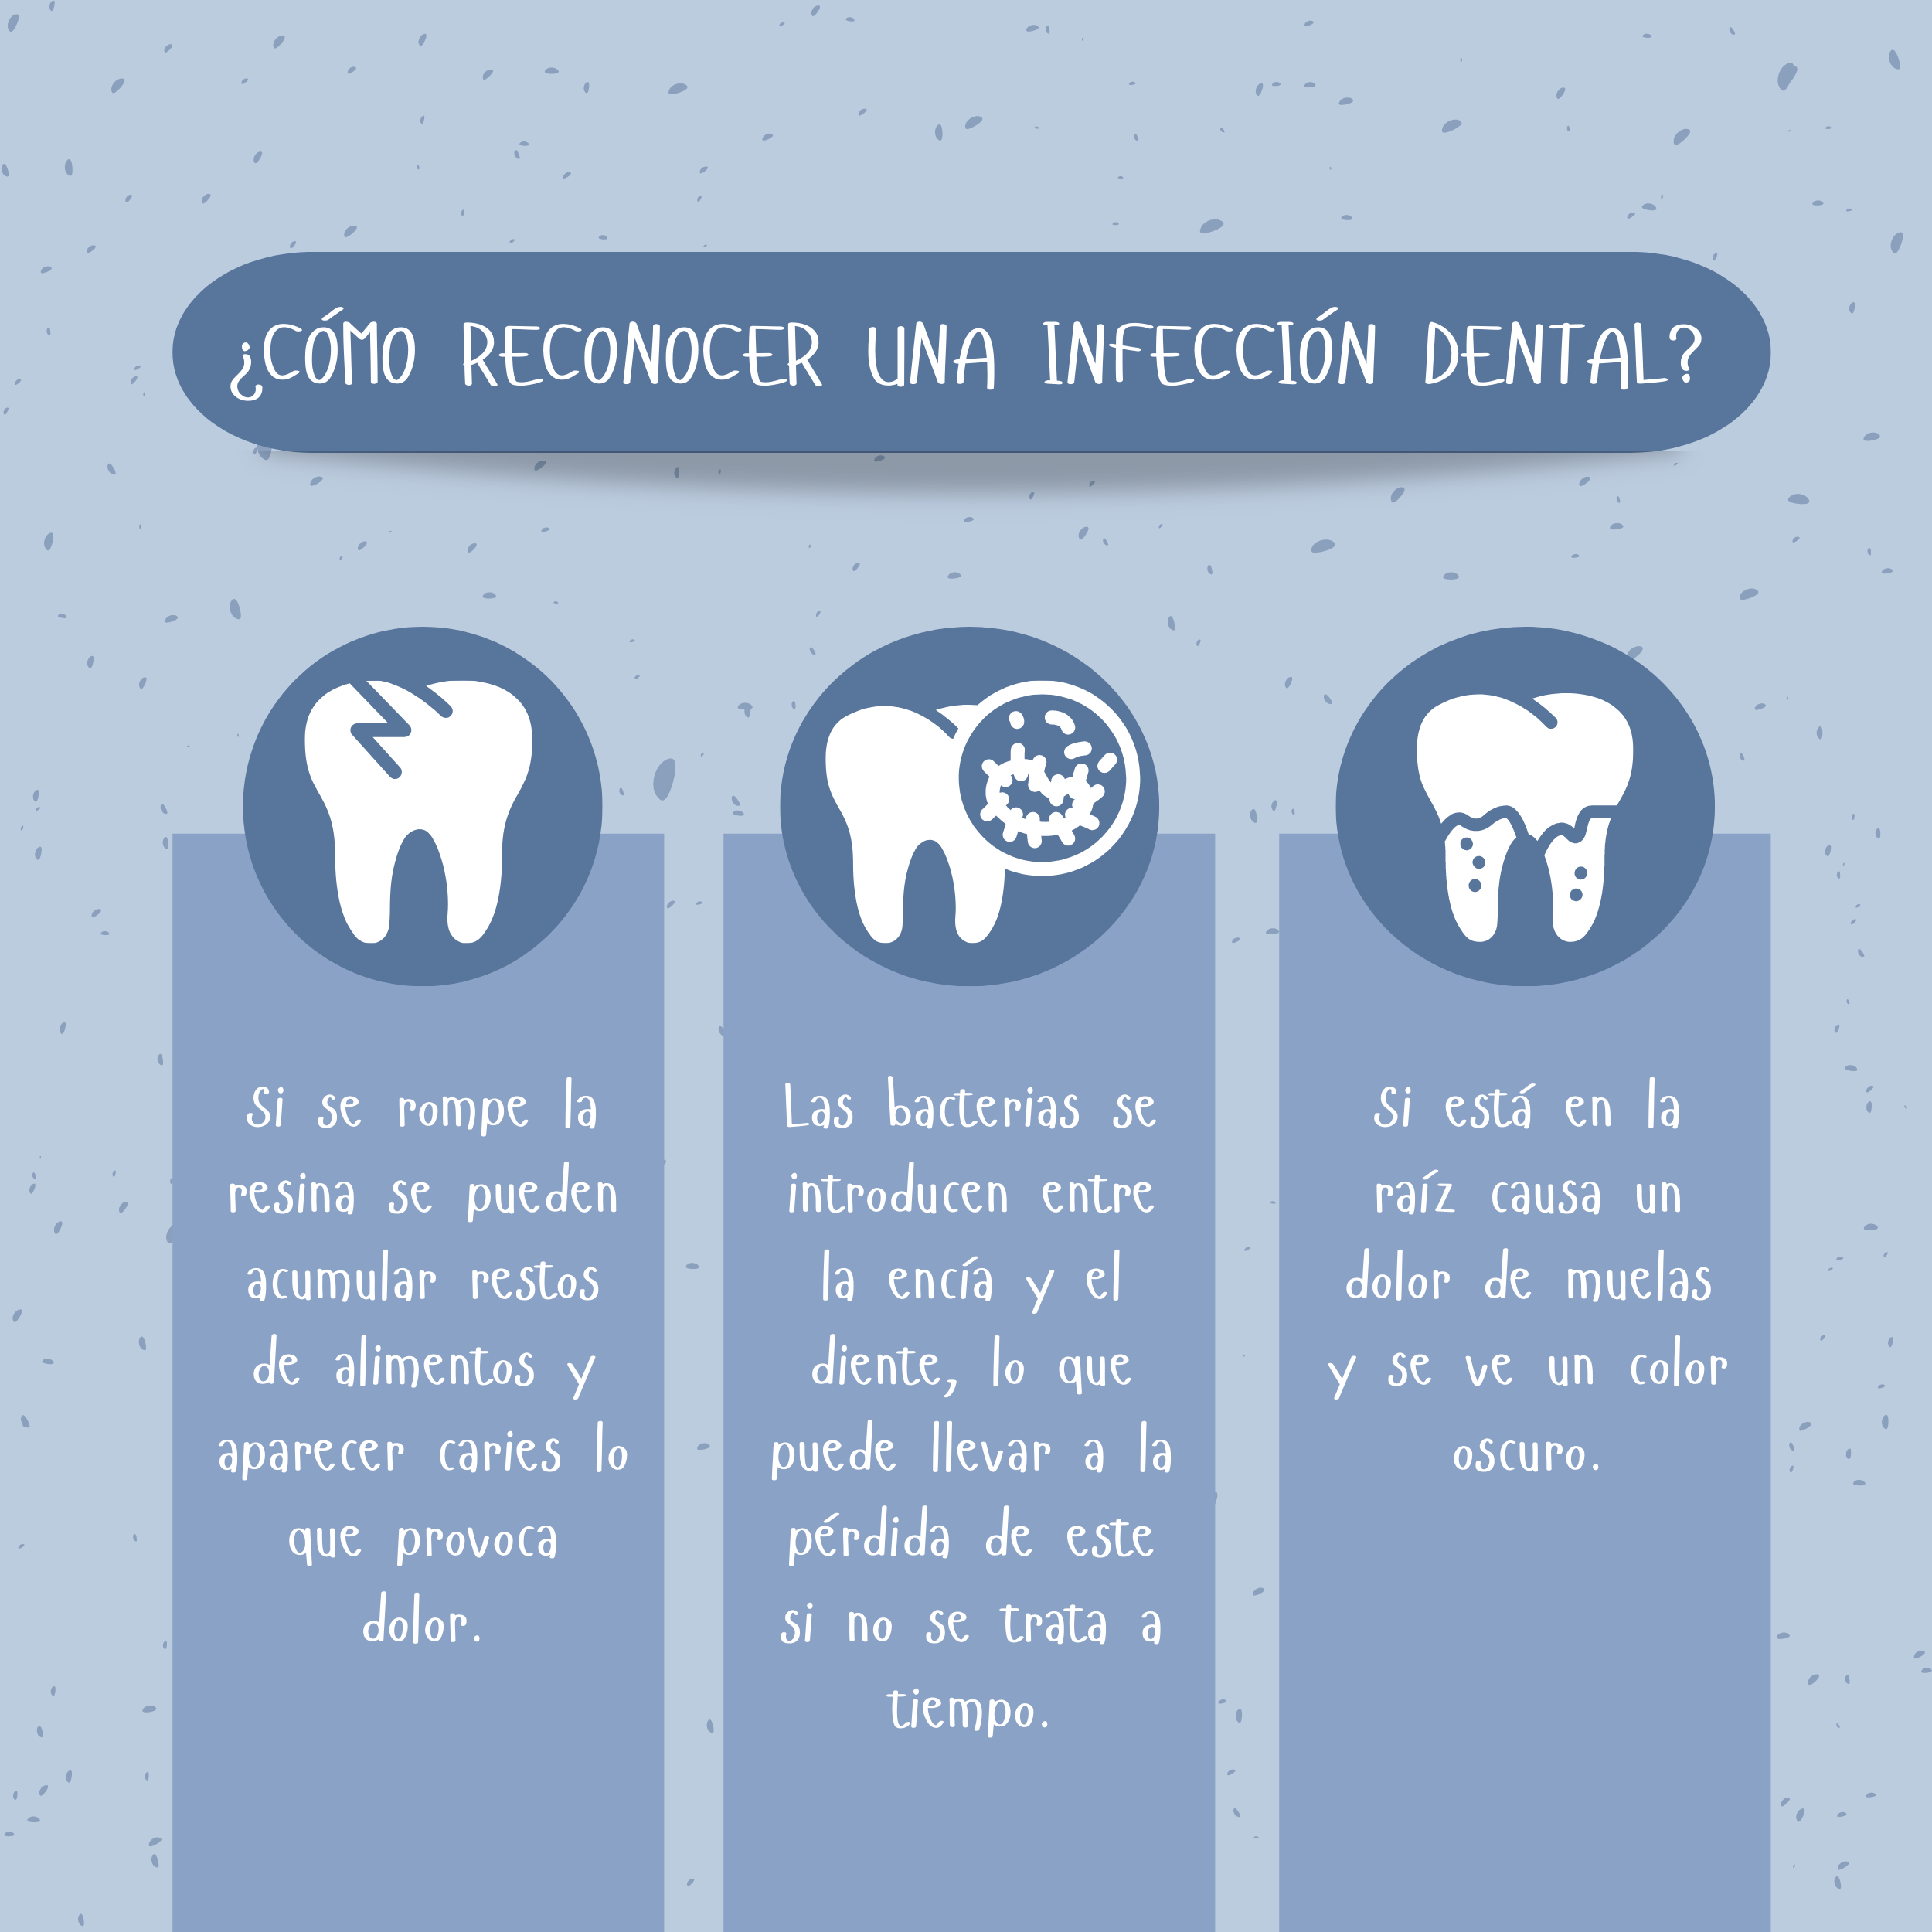 ¿CÓMO RECONOCER UNA INFECCIÓN DENTAL?
Si se rompe la
resina se pueden
acumular restos
de alimentos y
aparecer caries lo
que provoca
dolor.
Las bacterias se
introducen entre
la encía y el
diente, lo que
puede llevar a la
pérdida de este
si no se trata a
tiempo.
Si está en la
raíz causa un
dolor de muelas
y se ve un color
oscuro.